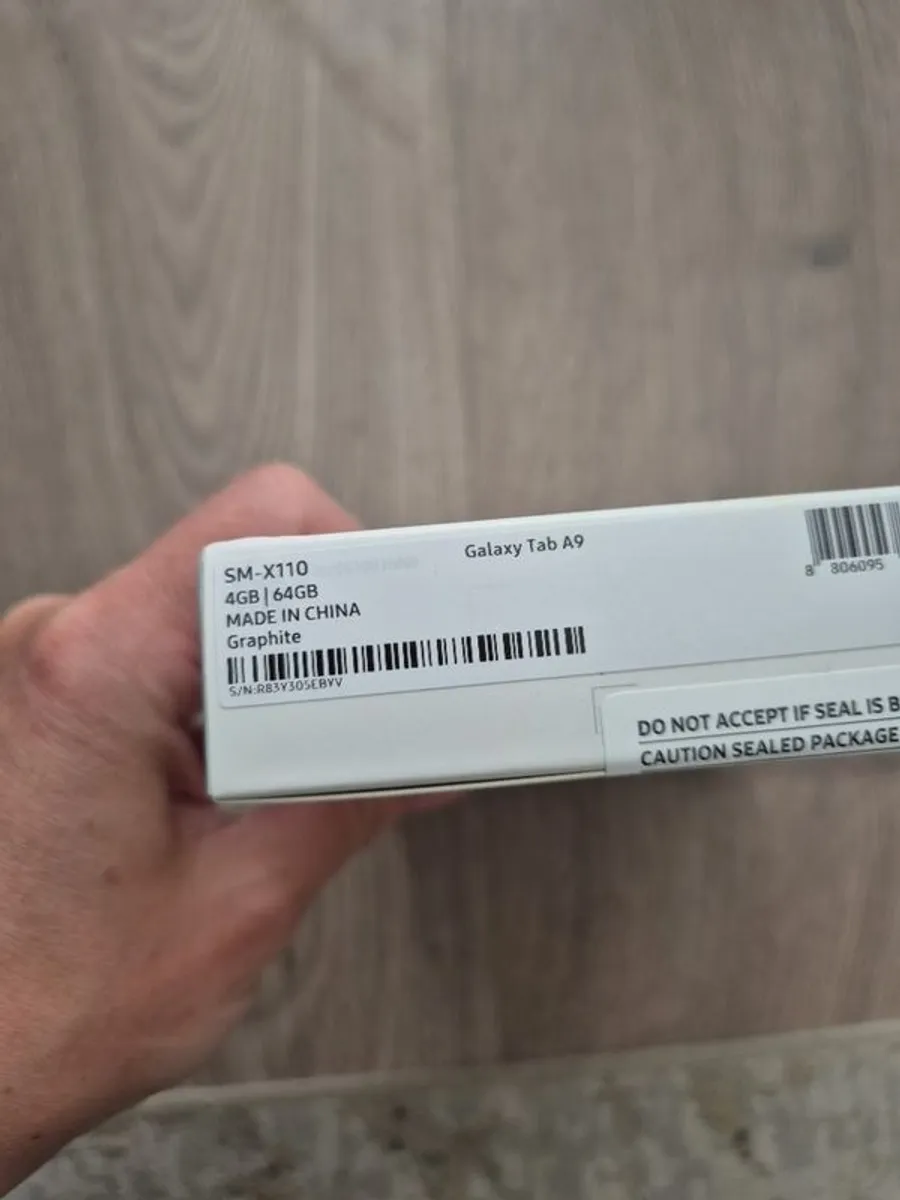 SM-X110
4GB | 64GB
MADE IN CHINA
Graphite
S/N:R83Y305EBYV
Galaxy Tab A9
8 806095
DO NOT ACCEPT IF SEAL IS B
CAUTION SEALED PACKAGE